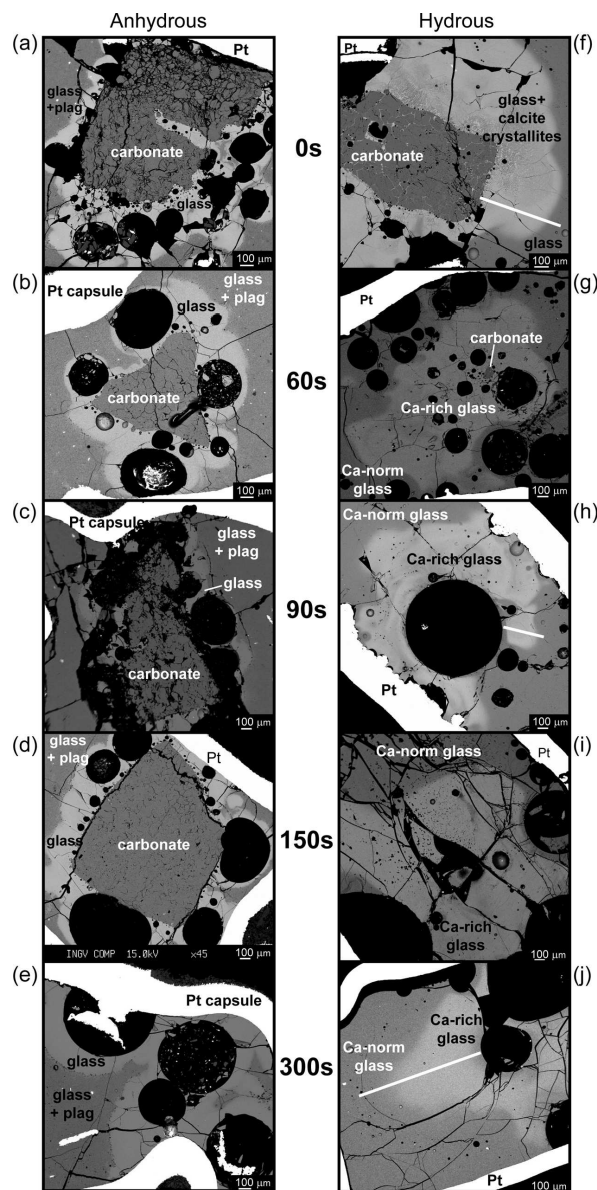 Anhydrous
Hydrous
(a)
glass
+plag
Pt
carbonate
glass
100 µm
0s
(f)
Pt
glass+
calcite
crystallites
carbonate
glass
100 µm
(b)
Pt capsule
glass
glass
+ plag
carbonate
100 µm
60s
(g)
Pt
carbonate
Ca-rich glass
Ca-norm
glass
100 µm
(c)
Pt capsule
glass
+ plag
glass
carbonate
100 µm
90s
(h)
Ca-norm glass
Ca-rich glass
Pt
100 µm
(d)
glass
+ plag
Pt
glass
carbonate
INGV COMP 15.0kV x45
100 µm
150s
(i)
Ca-norm glass
Pt
Ca-rich
glass
100 µm
(e)
Pt capsule
glass
glass
+ plag
100 µm
300s
(j)
Ca-rich
glass
Ca-norm
glass
Pt
100 µm